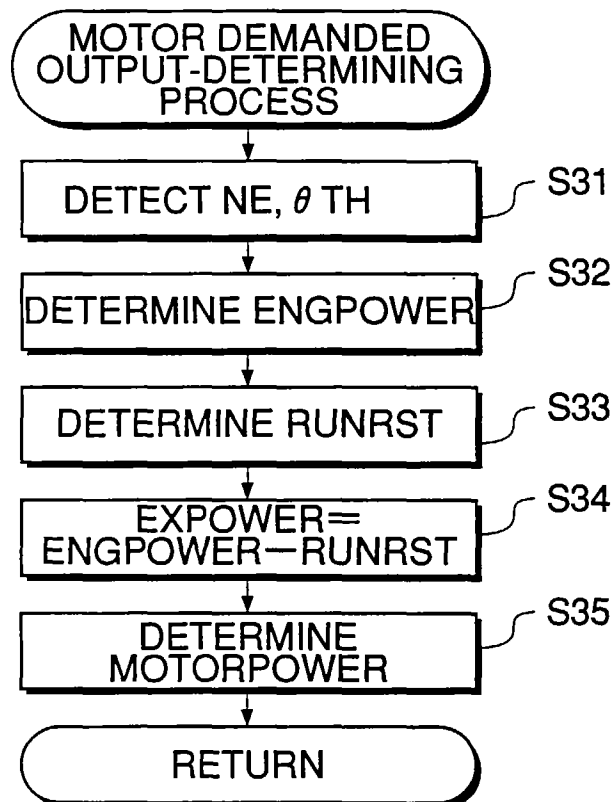 MOTOR DEMANDED
OUTPUT-DETERMINING
PROCESS
DETECT NE, θ TH
S31
DETERMINE ENGPOWER
S32
DETERMINE RUNRST
S33
EXPOWER=
ENGPOWER−RUNRST
S34
DETERMINE
MOTORPOWER
S35
RETURN